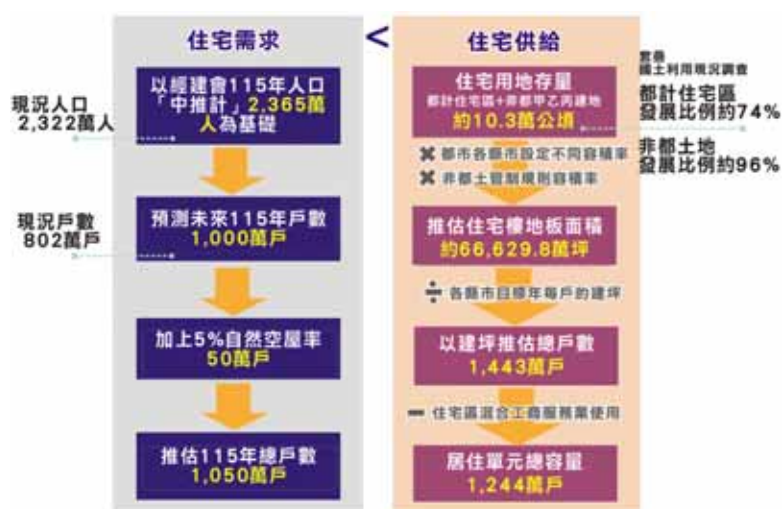 住宅需求
<
住宅供給
以經建會115年人口
「中推計」2,365萬
人為基礎
現況人口
2,322萬人
預測未來115年戶數
1,000萬戶
現況戶數
802萬戶
加上5%自然空屋率
50萬戶
推估115年總戶數
1,050萬戶
住宅用地存量
都計住宅區+非都甲乙丙建地
約10.3萬公頃
國土利用現況調查
都計住宅區
發展比例約74%
非都土地
發展比例約96%
✖ 都市各縣市設定不同容積率
✖ 非都土管制規則容積率
推估住宅樓地板面積
約66,629.8萬坪
÷ 各縣市目標年每戶的建坪
以建坪推估總戶數
1,443萬戶
− 住宅區混合工商服務業使用
居住單元總容量
1,244萬戶